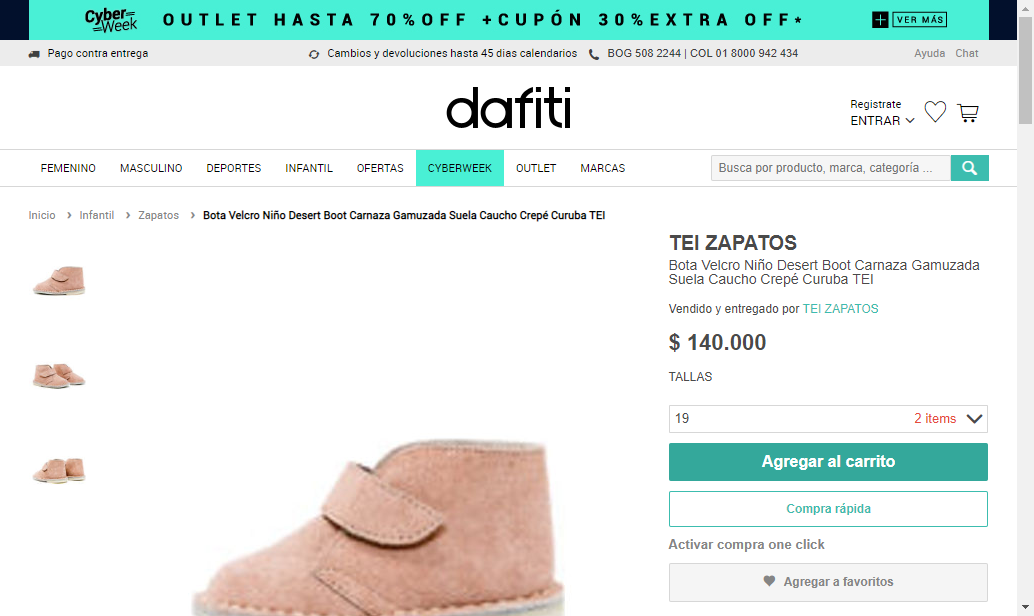 Cyber Week OUTLET HASTA 70%OFF +CUPÓN 30%EXTRA OFF* + VER MÁS
Pago contra entrega Cambios y devoluciones hasta 45 dias calendarios BOG 508 2244 | COL 01 8000 942 434 Ayuda Chat
dafiti
Registrate
ENTRAR
FEMENINO MASCULINO DEPORTES INFANTIL OFERTAS CYBERWEEK OUTLET MARCAS Busca por producto, marca, categoría ...
Inicio › Infantil › Zapatos › Bota Velcro Niño Desert Boot Carnaza Gamuzada Suela Caucho Crepé Curuba TEI
TEI ZAPATOS
Bota Velcro Niño Desert Boot Carnaza Gamuzada
Suela Caucho Crepé Curuba TEI
Vendido y entregado por TEI ZAPATOS
$ 140.000
TALLAS
19 2 items
Agregar al carrito
Compra rápida
Activar compra one click
Agregar a favoritos